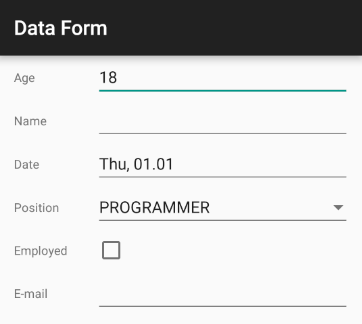 Data Form
Age 18
Name
Date Thu, 01.01
Position PROGRAMMER
Employed
E-mail